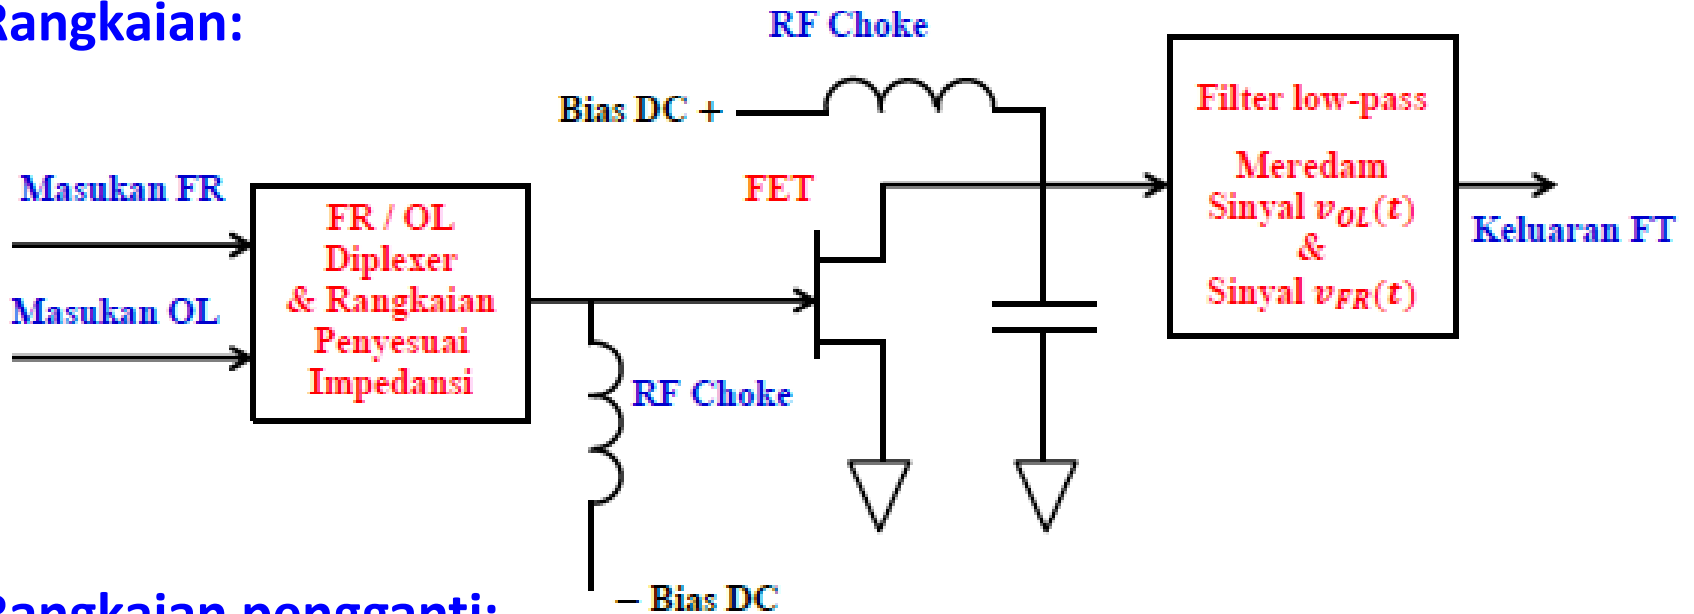 Rangkaian:
RF Choke
Bias DC +
Masukan FR
Masukan OL
FR / OL
Diplexer
& Rangkaian
Penyesuai
Impedansi
FET
RF Choke
− Bias DC
Filter low-pass
Meredam
Sinyal v_OL(t)
&
Sinyal v_FR(t)
Keluaran FT
Rangkaian pengganti: